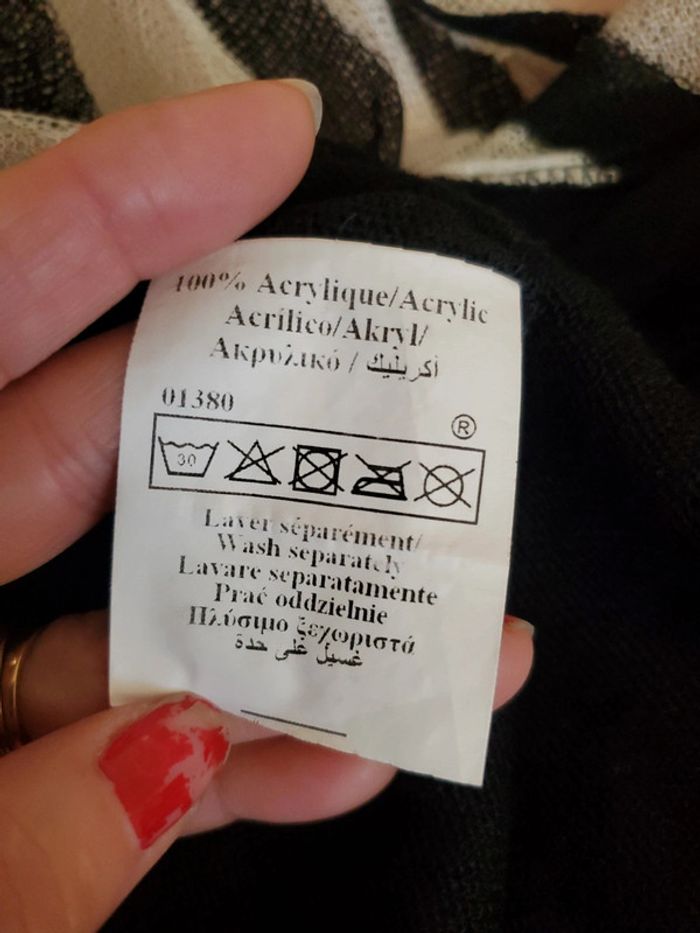 100% Acrylique/Acrylic
Acrílico/Akryl/
Ακρυλικό / أكريليك
01380
®
30
Laver séparément/
Wash separately
Lavare separatamente
Prać oddzielnie
Πλύσιμο ξεχωριστά
غسيل على حدة